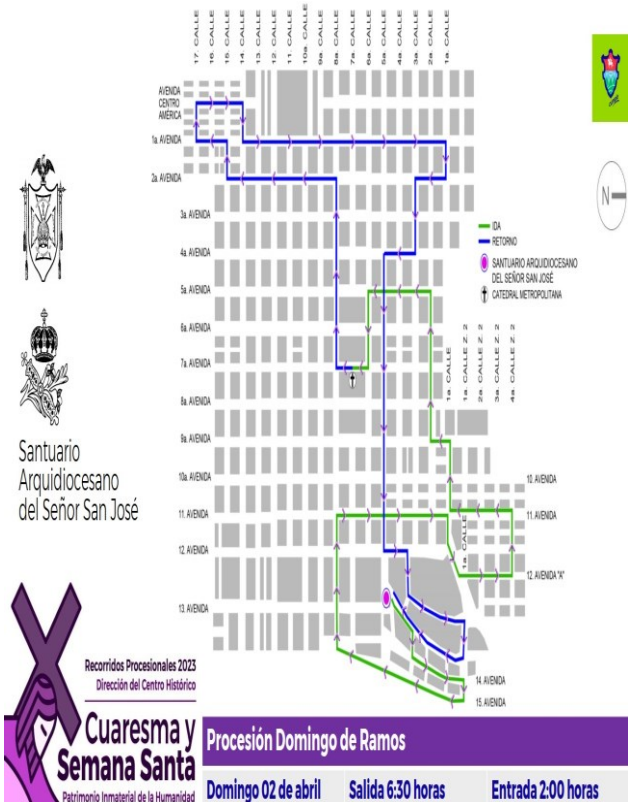 17. CALLE
16. CALLE
15. CALLE
14. CALLE
13. CALLE
12. CALLE
11. CALLE
10a. CALLE
9a. CALLE
8a. CALLE
7a. CALLE
6a. CALLE
5a. CALLE
4a. CALLE
3a. CALLE
2a. CALLE
1a. CALLE
AVENIDA
CENTRO
AMÉRICA
1a. AVENIDA
2a. AVENIDA
3a. AVENIDA
4a. AVENIDA
5a. AVENIDA
6a. AVENIDA
7a. AVENIDA
8a. AVENIDA
9a. AVENIDA
10a. AVENIDA
11. AVENIDA
12. AVENIDA
13. AVENIDA
N
IDA
RETORNO
SANTUARIO ARQUIDIOCESANO
DEL SEÑOR SAN JOSÉ
CATEDRAL METROPOLITANA
1a. CALLE
1a. CALLE Z. 2
2a. CALLE Z. 2
3a. CALLE Z. 2
4a. CALLE Z. 2
10. AVENIDA
11. AVENIDA
1a. CALLE
12. AVENIDA "A"
14. AVENIDA
15. AVENIDA
Santuario
Arquidiocesano
del Señor San José
Recorridos Procesionales 2023
Dirección del Centro Histórico
Cuaresma y
Semana Santa
Patrimonio Inmaterial de la Humanidad
Procesión Domingo de Ramos
Domingo 02 de abril
Salida 6:30 horas
Entrada 2:00 horas